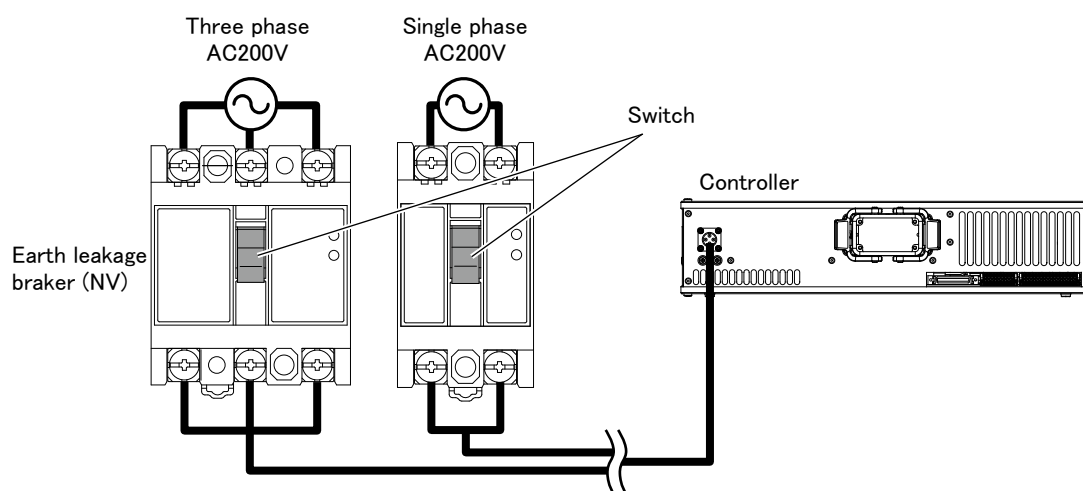 Three phase
AC200V
Single phase
AC200V
Switch
Controller
Earth leakage
braker (NV)